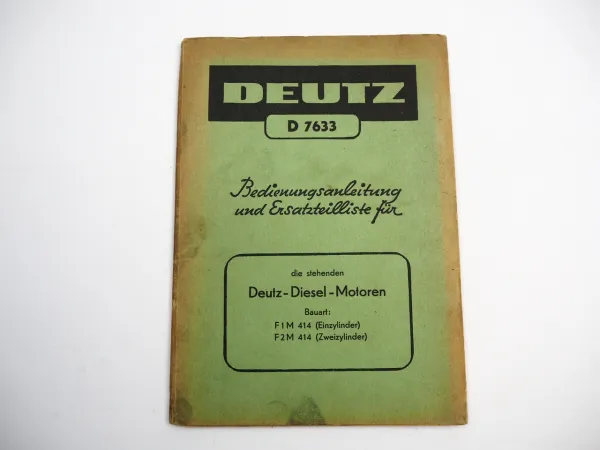 DEUTZ
D 7633
Bedienungsanleitung
und Ersatzteilliste für
die stehenden
Deutz-Diesel-Motoren
Bauart:
F1M 414 (Einzylinder)
F2M 414 (Zweizylinder)